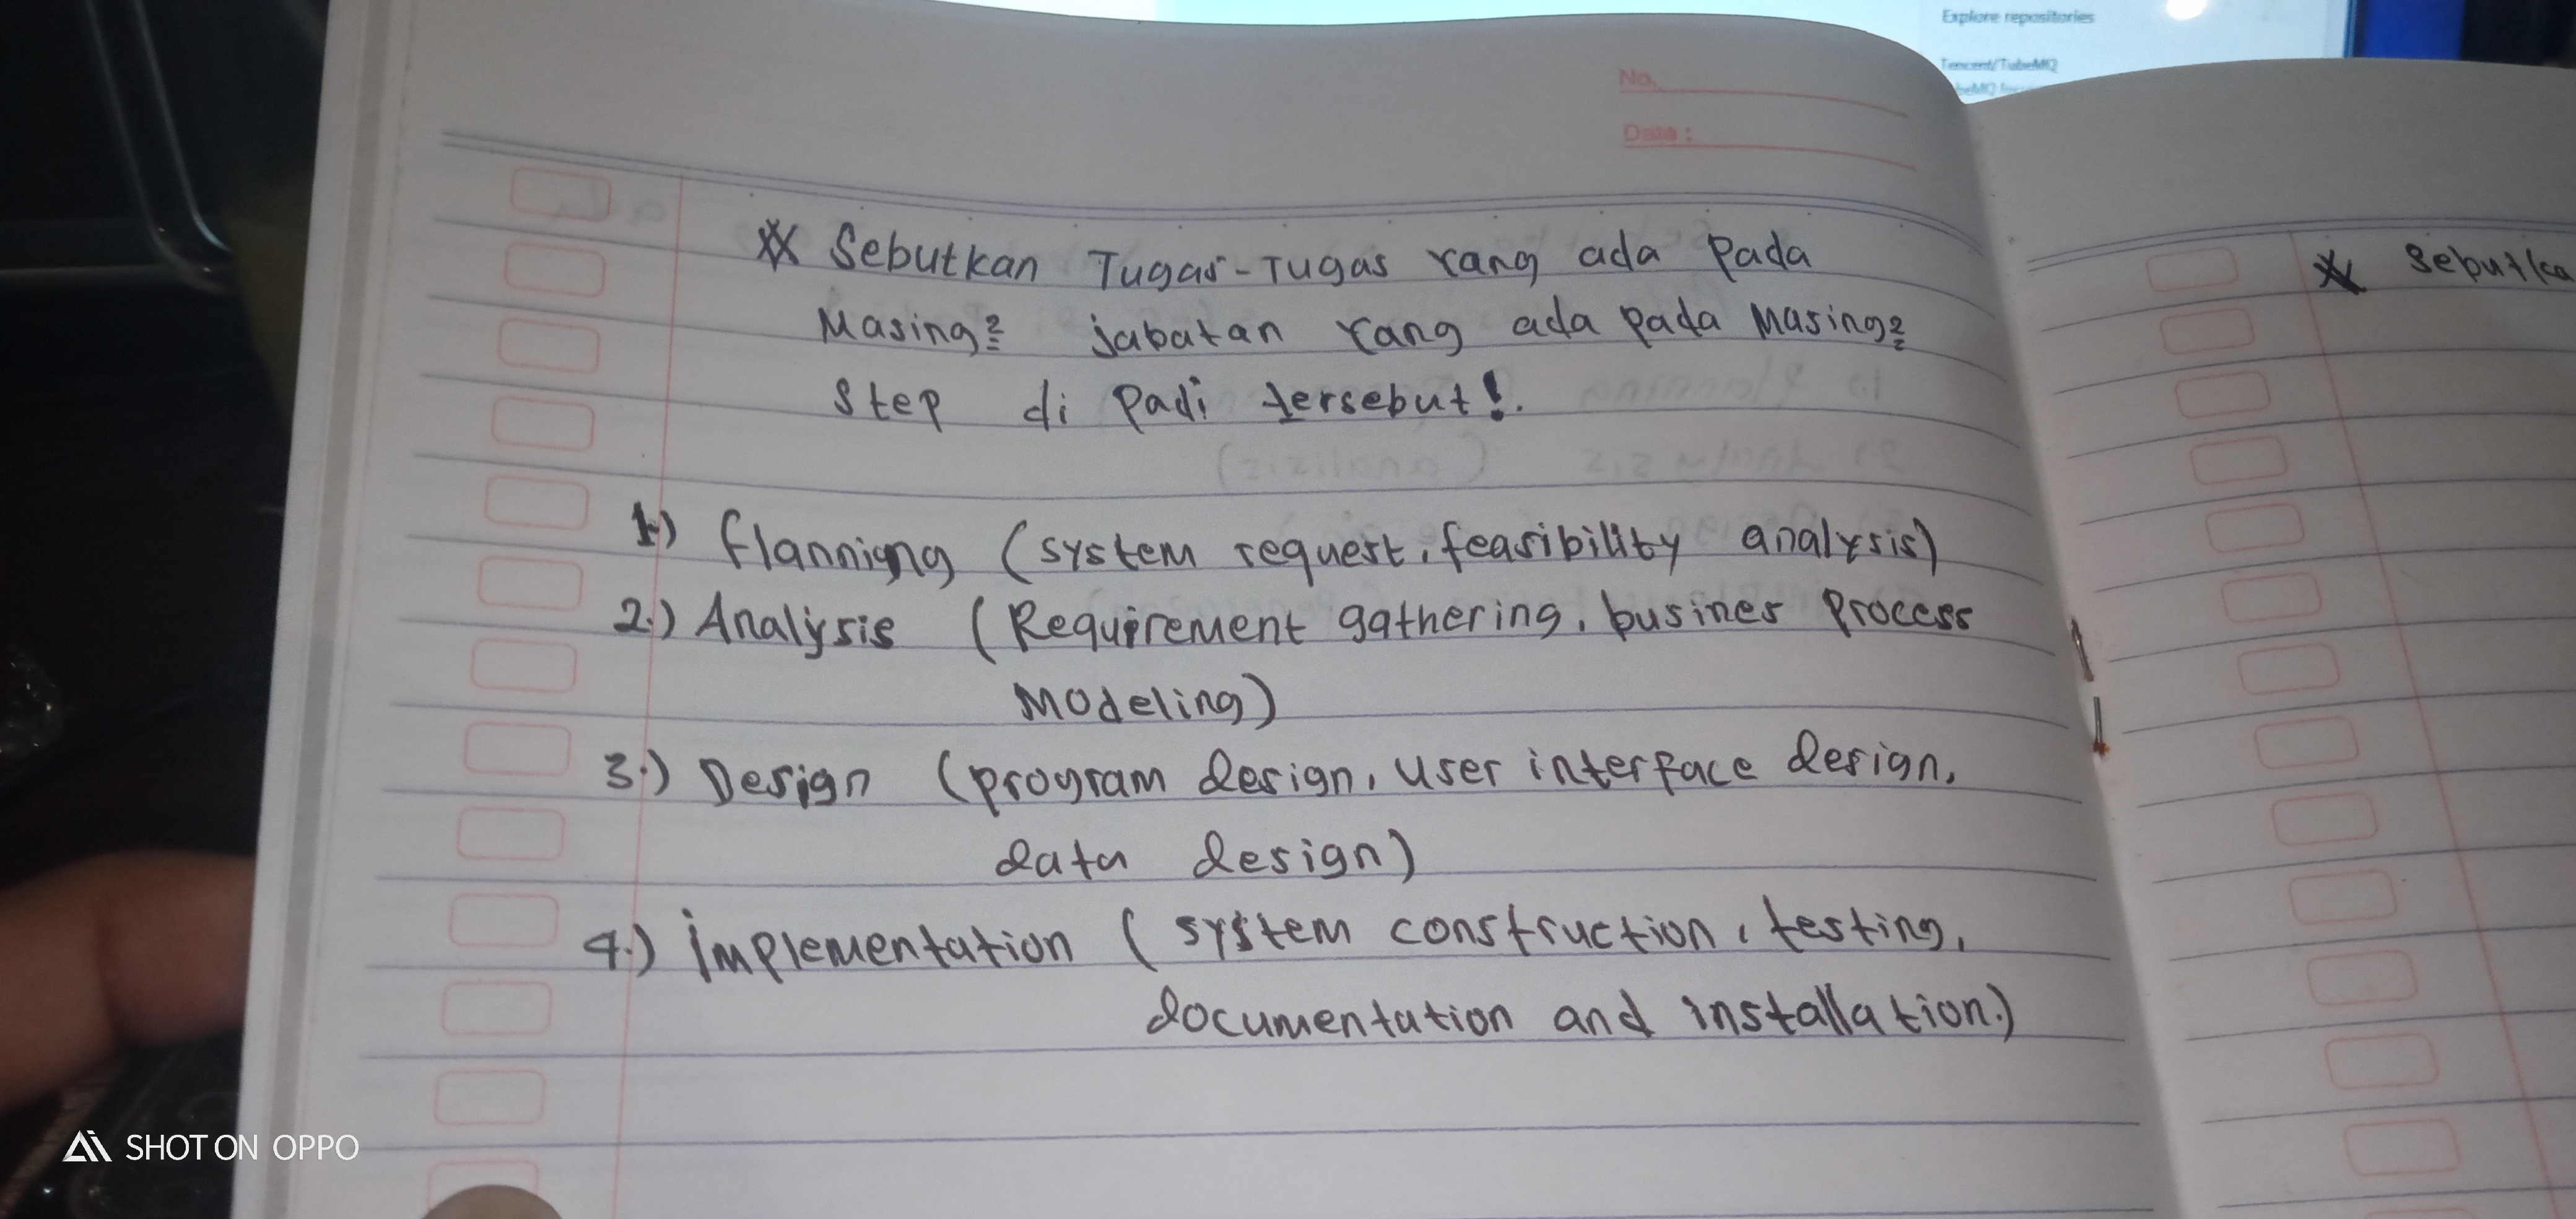 Explore repositories
Tencent/TubeMQ
No.
Date :
** Sebutkan Tugas-Tugas Yang ada Pada
Masing2 jabatan Yang ada pada Masing2
Step di Padi tersebut!.
1.) flannigng (system request, feasibility analysis)
2.) Analysis (Requirement gathering, busines Process
Modeling)
3.) Design (program design, user interface design,
data design)
4.) implementation ( system construction, testing,
documentation and installation.)
* Sebutka
SHOT ON OPPO